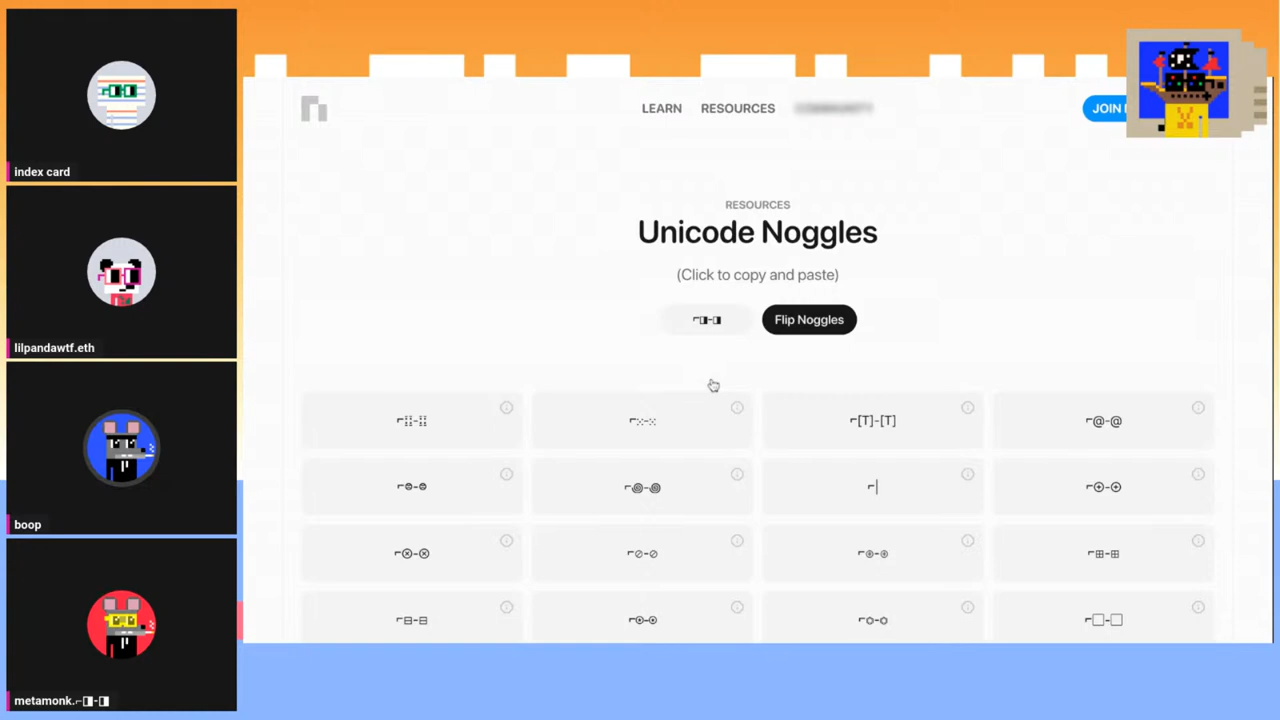 index card
lilpandawtf.eth
boop
metamonk.⌐◨-◨
LEARN RESOURCES
JOIN
RESOURCES
Unicode Noggles
(Click to copy and paste)
⌐◨-◨ Flip Noggles
⌐⣿-⣿ ⌐⁙-⁙ ⌐[T]-[T] ⌐@-@
⌐Θ-Θ ⌐꩜-꩜ ⌐| ⌐⊕-⊕
⌐⊗-⊗ ⌐⊘-⊘ ⌐⊚-⊚ ⌐⊞-⊞
⌐⊟-⊟ ⌐⊙-⊙ ⌐⌬-⌬ ⌐□-□